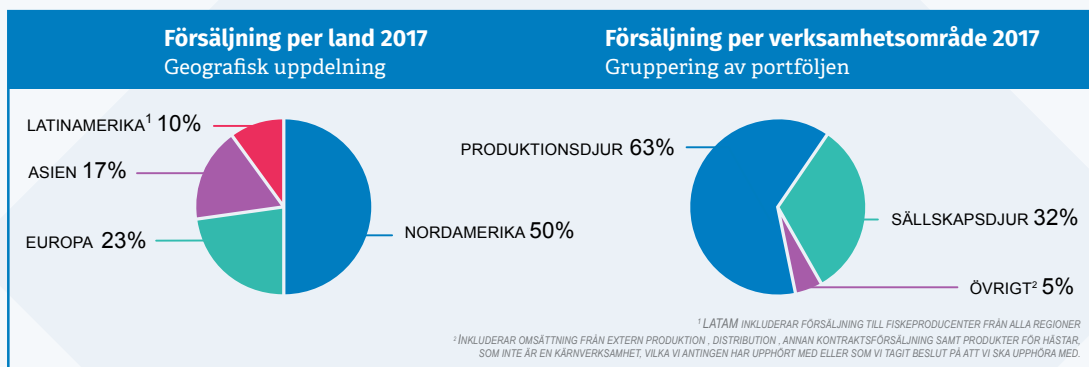 Försäljning per land 2017
Geografisk uppdelning
LATINAMERIKA¹ 10%
ASIEN 17%
EUROPA 23%
NORDAMERIKA 50%
Försäljning per verksamhetsområde 2017
Gruppering av portföljen
PRODUKTIONSDJUR 63%
SÄLLSKAPSDJUR 32%
ÖVRIGT² 5%
¹ LATAM INKLUDERAR FÖRSÄLJNING TILL FISKEPRODUCENTER FRÅN ALLA REGIONER
² INKLUDERAR OMSÄTTNING FRÅN EXTERN PRODUKTION , DISTRIBUTION , ANNAN KONTRAKTSFÖRSÄLJNING SAMT PRODUKTER FÖR HÄSTAR,
SOM INTE ÄR EN KÄRNVERKSAMHET, VILKA VI ANTINGEN HAR UPPHÖRT MED ELLER SOM VI TAGIT BESLUT PÅ ATT VI SKA UPPHÖRA MED.